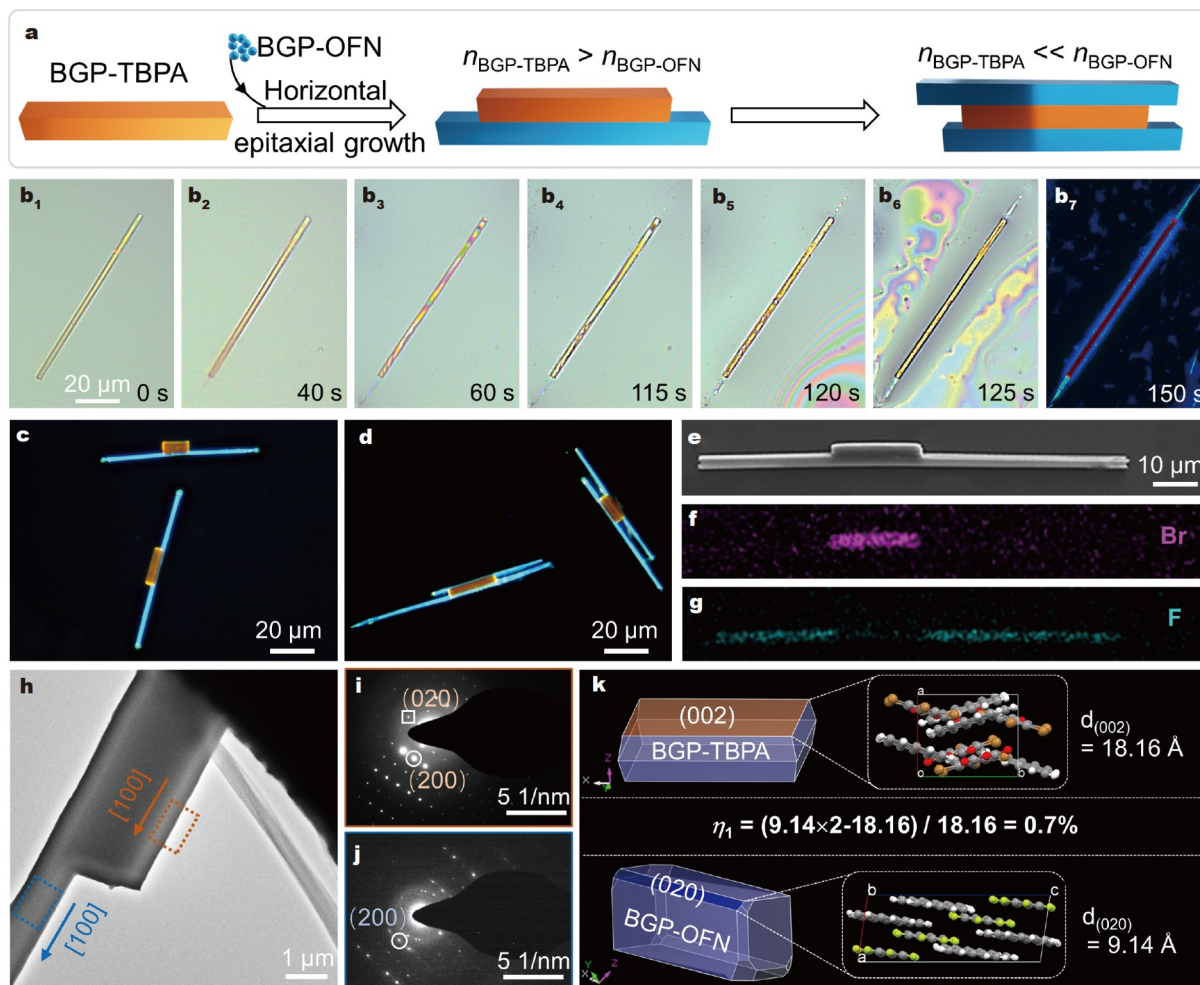 a
BGP-TBPA
BGP-OFN
Horizontal
epitaxial growth
nBGP-TBPA > nBGP-OFN
nBGP-TBPA << nBGP-OFN
b1
20 μm
0 s
b2
40 s
b3
60 s
b4
115 s
b5
120 s
b6
125 s
b7
150 s
c
20 μm
d
20 μm
e
10 μm
f
Br
g
F
h
[100]
[100]
1 μm
i
(020)
(200)
5 1/nm
j
(200)
5 1/nm
k
(002)
BGP-TBPA
X
Z
a
o
b
d(002)
= 18.16 Å
η1 = (9.14×2-18.16) / 18.16 = 0.7%
(020)
BGP-OFN
X
Y
Z
b
c
a
d(020)
= 9.14 Å